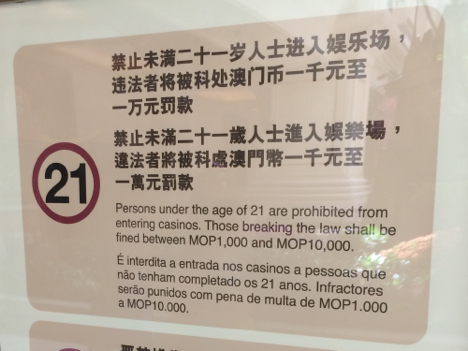 禁止未满二十一岁人士进入娱乐场，
违法者将被科处澳门币一千元至
一万元罚款
禁止未滿二十一歲人士進入娛樂場，
違法者將被科處澳門幣一千元至
一萬元罰款
21
Persons under the age of 21 are prohibited from
entering casinos. Those breaking the law shall be
fined between MOP1,000 and MOP10,000.
É interdita a entrada nos casinos a pessoas que
não tenham completado os 21 anos. Infractores
serão punidos com pena de multa de MOP1.000
a MOP10.000.